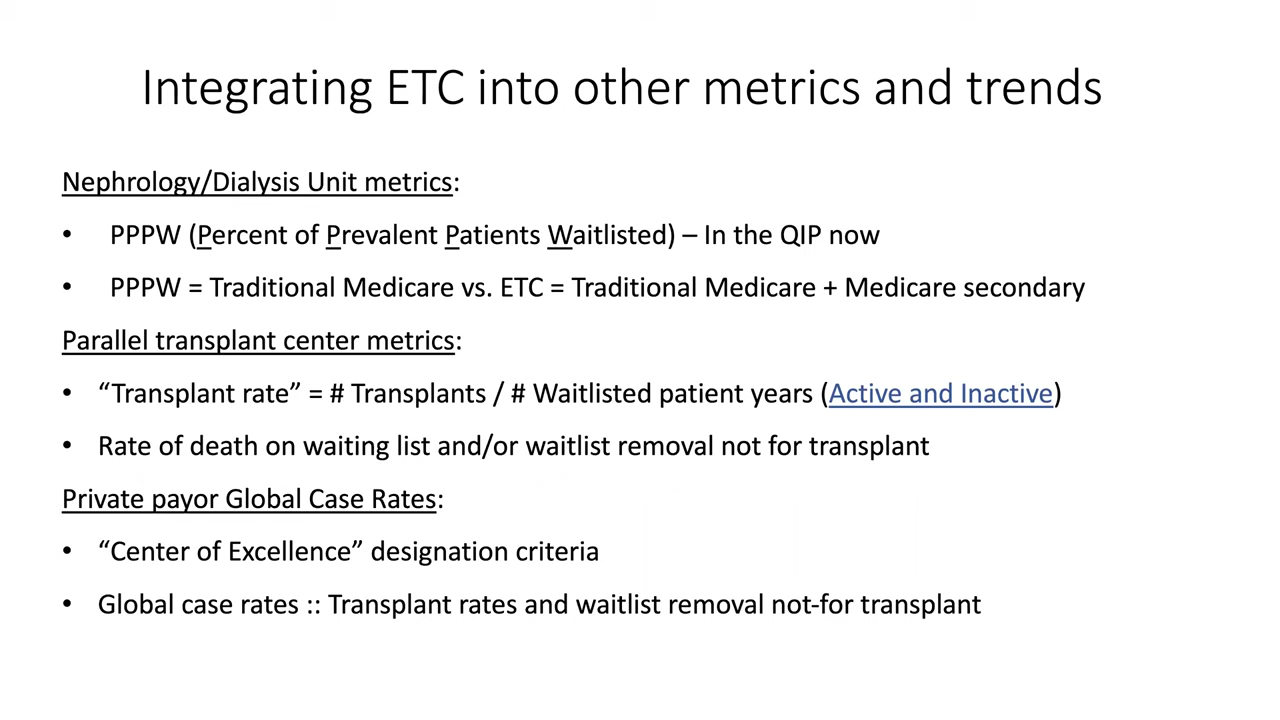 Integrating ETC into other metrics and trends
Nephrology/Dialysis Unit metrics:
• PPPW (Percent of Prevalent Patients Waitlisted) – In the QIP now
• PPPW = Traditional Medicare vs. ETC = Traditional Medicare + Medicare secondary
Parallel transplant center metrics:
• “Transplant rate” = # Transplants / # Waitlisted patient years (Active and Inactive)
• Rate of death on waiting list and/or waitlist removal not for transplant
Private payor Global Case Rates:
• “Center of Excellence” designation criteria
• Global case rates :: Transplant rates and waitlist removal not-for transplant